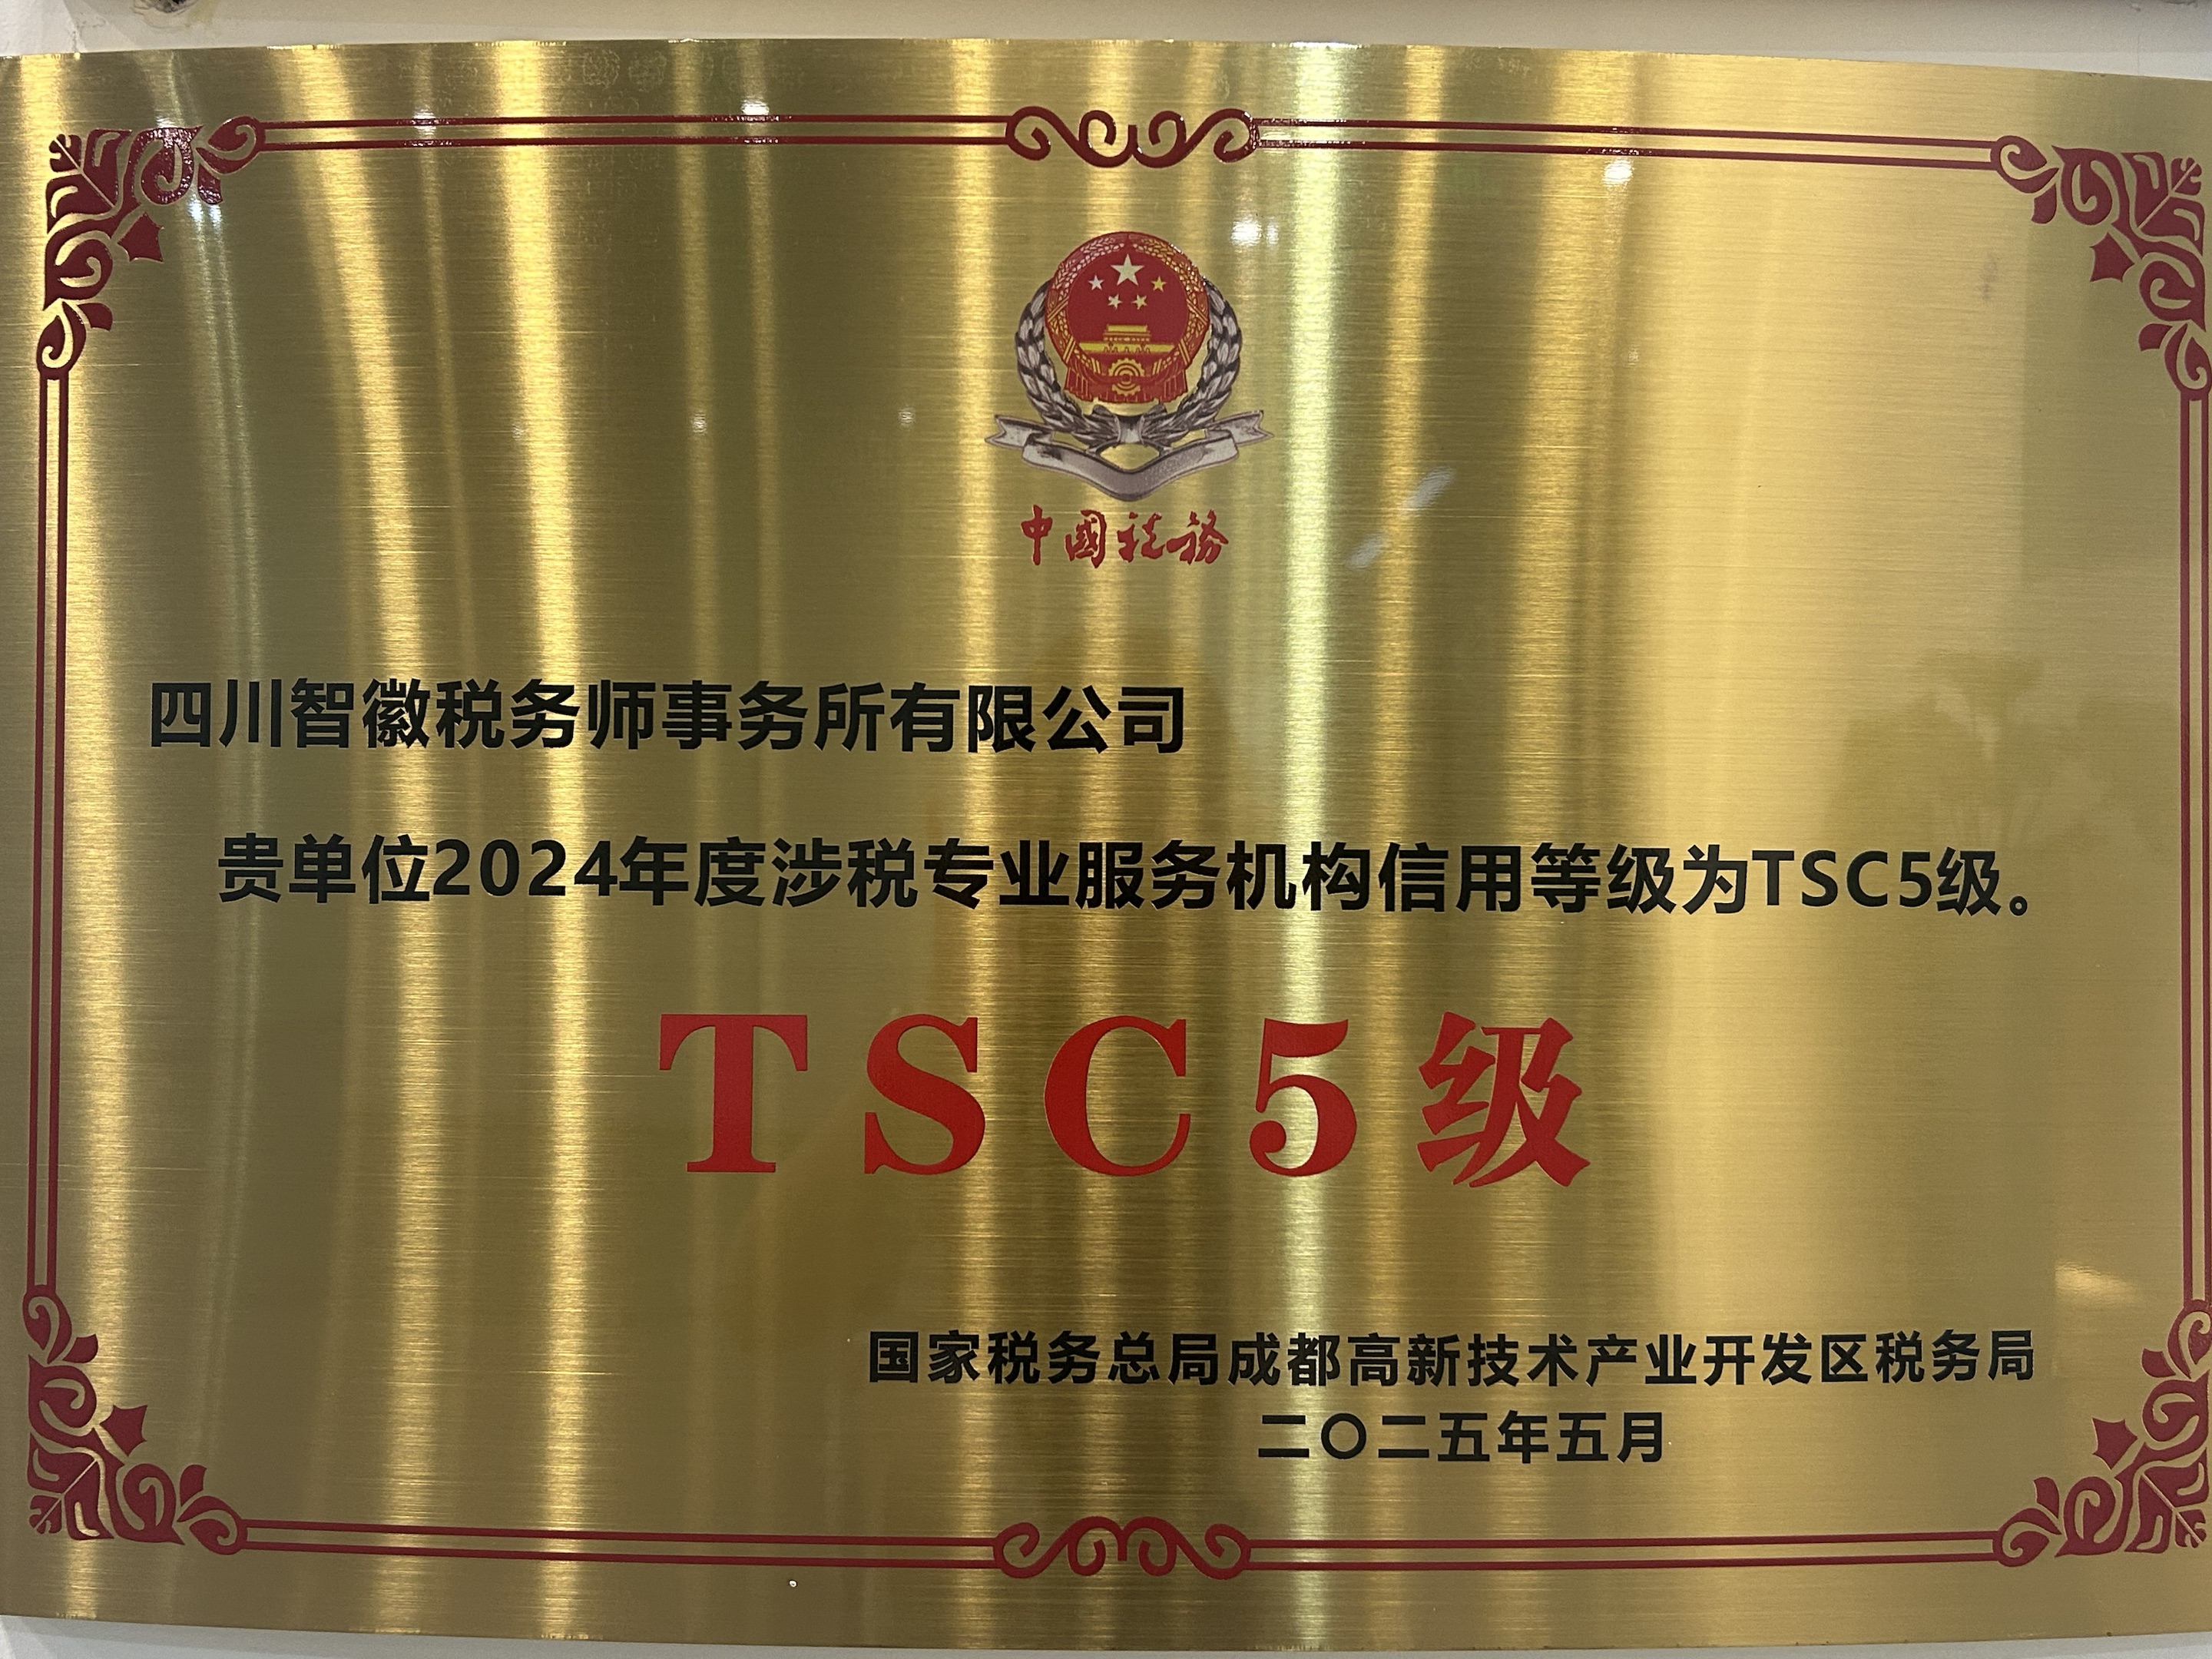 中國税務
四川智徽税务师事务所有限公司
贵单位2024年度涉税专业服务机构信用等级为TSC5级。
TSC5级
国家税务总局成都高新技术产业开发区税务局
二〇二五年五月